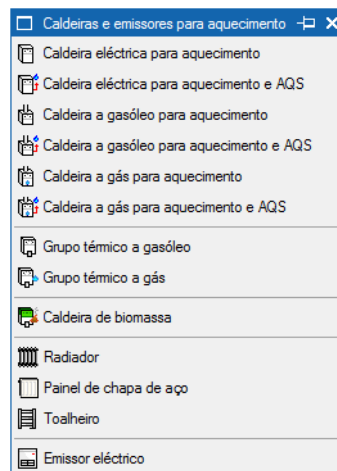 Caldeiras e emissores para aquecimento
Caldeira eléctrica para aquecimento
Caldeira eléctrica para aquecimento e AQS
Caldeira a gasóleo para aquecimento
Caldeira a gasóleo para aquecimento e AQS
Caldeira a gás para aquecimento
Caldeira a gás para aquecimento e AQS
Grupo térmico a gasóleo
Grupo térmico a gás
Caldeira de biomassa
Radiador
Painel de chapa de aço
Toalheiro
Emissor eléctrico